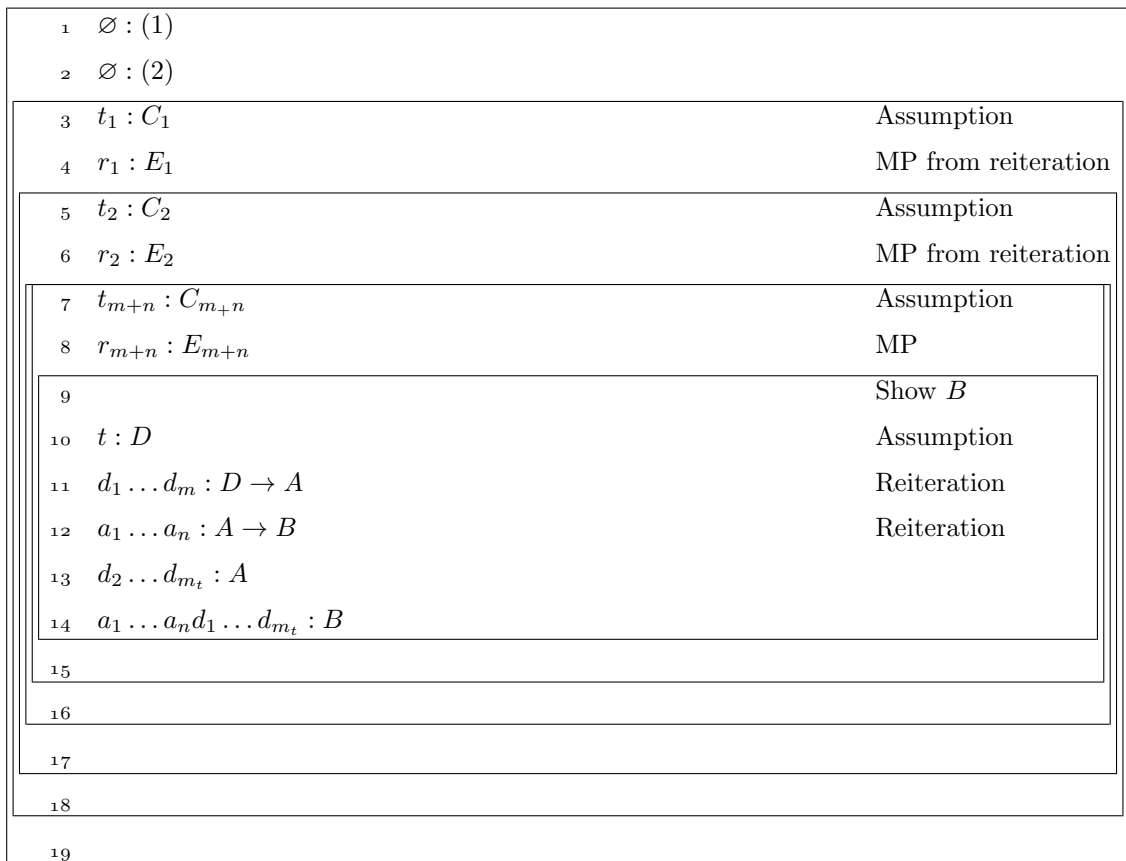 1 ∅ : (1)
2 ∅ : (2)
3 t₁ : C₁ Assumption
4 r₁ : E₁ MP from reiteration
5 t₂ : C₂ Assumption
6 r₂ : E₂ MP from reiteration
7 t_{m+n} : C_{m_+n} Assumption
8 r_{m+n} : E_{m+n} MP
9 Show B
10 t : D Assumption
11 d₁ … d_m : D → A Reiteration
12 a₁ … a_n : A → B Reiteration
13 d₂ … d_{m_t} : A
14 a₁ … a_n d₁ … d_{m_t} : B
15
16
17
18
19